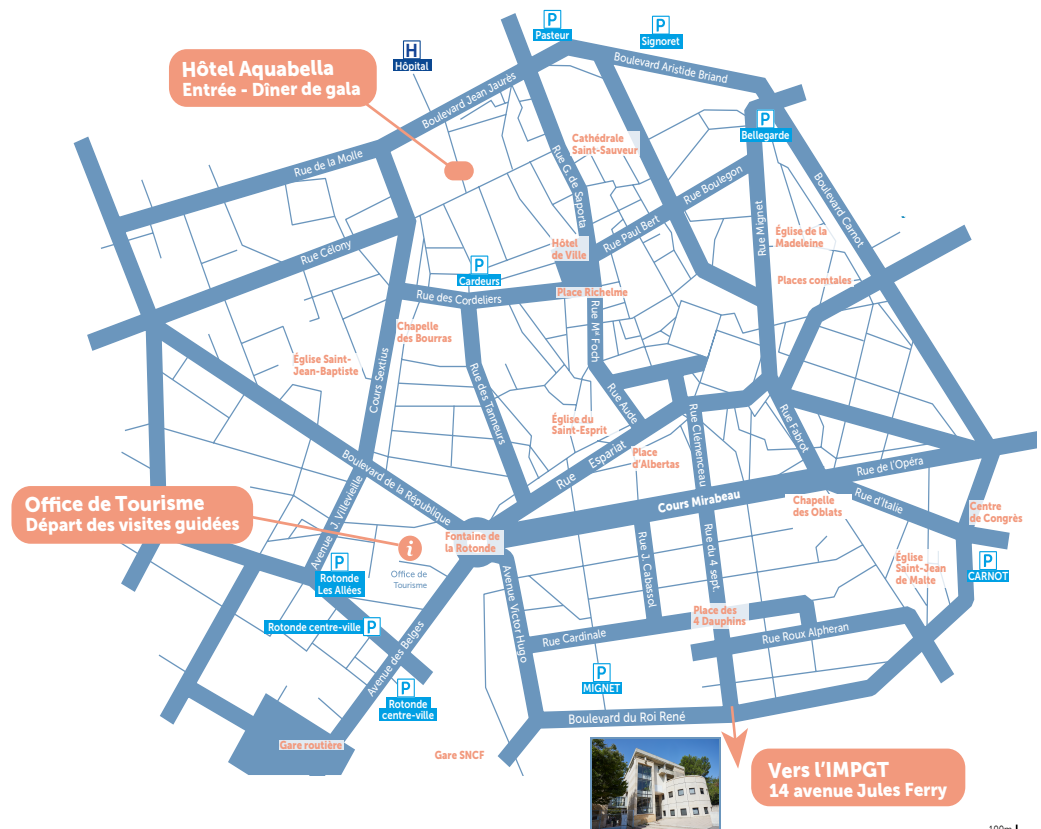 P
Pasteur
P
Signoret
H
Hôpital
Hôtel Aquabella
Entrée - Dîner de gala
Boulevard Aristide Briand
Boulevard Jean Jaurès
P
Bellegarde
Cathédrale
Saint-Sauveur
Rue de la Molle
Rue G. de Saporta
Rue Boulegon
Boulevard Carnot
Rue Mignet
Rue Paul Bert
Église de la
Madeleine
Hôtel
de Ville
Rue Célony
P
Cardeurs
Places comtales
Place Richelme
Rue des Cordeliers
Rue Mal Foch
Chapelle
des Bourras
Église Saint-
Jean-Baptiste
Cours Sextius
Rue des Tanneurs
Rue Aude
Église du
Saint-Esprit
Rue Clémenceau
Rue Fabrot
Rue Espariat
Place
d'Albertas
Boulevard de la République
Rue de l'Opéra
Office de Tourisme
Départ des visites guidées
Avenue J. Villevieille
Cours Mirabeau
Rue d'Italie
Chapelle
des Oblats
Centre
de Congrès
Fontaine de
la Rotonde
i
Office de
Tourisme
P
Rotonde
Les Allées
Rue du 4 sept.
Rue J. Cabassol
Avenue Victor Hugo
Église
Saint-Jean
de Malte
P
CARNOT
Rotonde centre-ville P
Place des
4 Dauphins
Rue Cardinale
Rue Roux Alpheran
Avenue des Belges
P
MIGNET
P
Rotonde
centre-ville
Boulevard du Roi René
Gare routière
Gare SNCF
Vers l'IMPGT
14 avenue Jules Ferry
100m